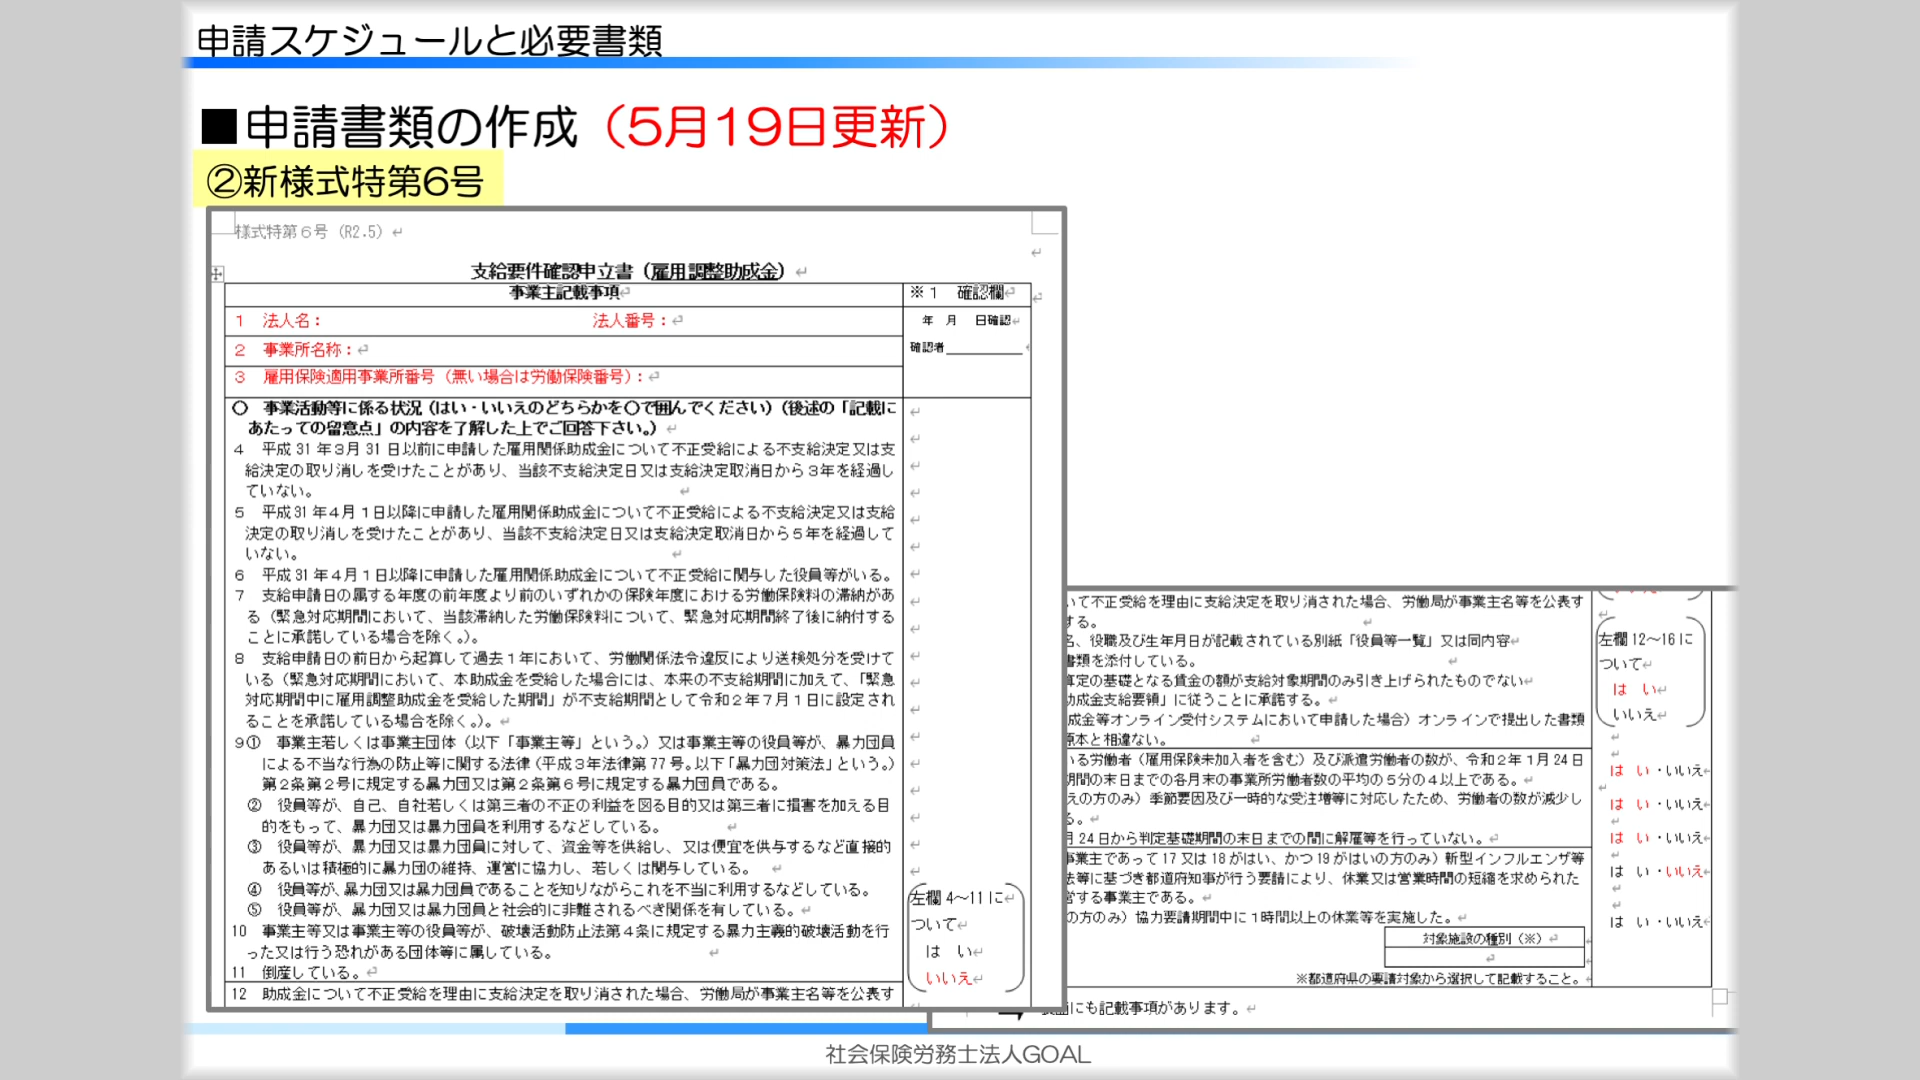 申請スケジュールと必要書類
■申請書類の作成（5月19日更新）
②新様式特第6号
様式特第６号（R2.5）
支給要件確認申立書（雇用調整助成金）
事業主記載事項
※１　確認欄
１　法人名：　法人番号：
年　月　日確認
２　事業所名称：
確認者
３　雇用保険適用事業所番号（無い場合は労働保険番号）：
○　事業活動等に係る状況（はい・いいえのどちらかを○で囲んでください）（後述の「記載に
あたっての留意点」の内容を了解した上でご回答下さい。）
４　平成31年３月31日以前に申請した雇用関係助成金について不正受給による不支給決定又は支
給決定の取り消しを受けたことがあり、当該不支給決定日又は支給決定取消日から３年を経過し
ていない。
５　平成31年４月１日以降に申請した雇用関係助成金について不正受給による不支給決定又は支給
決定の取り消しを受けたことがあり、当該不支給決定日又は支給決定取消日から５年を経過して
いない。
６　平成31年４月１日以降に申請した雇用関係助成金について不正受給に関与した役員等がいる。
７　支給申請日の属する年度の前年度より前のいずれかの保険年度における労働保険料の滞納があ
る（緊急対応期間において、当該滞納した労働保険料について、緊急対応期間終了後に納付する
ことに承諾している場合を除く。）。
８　支給申請日の前日から起算して過去１年において、労働関係法令違反により送検処分を受けて
いる（緊急対応期間において、本助成金を受給した場合には、本来の不支給期間に加えて、「緊急
対応期間中に雇用調整助成金を受給した期間」が不支給期間として令和２年７月１日に設定され
ることを承諾している場合を除く。）。
９①　事業主若しくは事業主団体（以下「事業主等」という。）又は事業主等の役員等が、暴力団員
による不当な行為の防止等に関する法律（平成３年法律第77号。以下「暴力団対策法」という。）
第２条第２号に規定する暴力団又は第２条第６号に規定する暴力団員である。
②　役員等が、自己、自社若しくは第三者の不正の利益を図る目的又は第三者に損害を加える目
的をもって、暴力団又は暴力団員を利用するなどしている。
③　役員等が、暴力団又は暴力団員に対して、資金等を供給し、又は便宜を供与するなど直接的
あるいは積極的に暴力団の維持、運営に協力し、若しくは関与している。
④　役員等が、暴力団又は暴力団員であることを知りながらこれを不当に利用するなどしている。
⑤　役員等が、暴力団又は暴力団員と社会的に非難されるべき関係を有している。
10　事業主等又は事業主等の役員等が、破壊活動防止法第４条に規定する暴力主義的破壊活動を行
った又は行う恐れがある団体等に属している。
11　倒産している。
12　助成金について不正受給を理由に支給決定を取り消された場合、労働局が事業主名等を公表す
左欄4～11に
ついて
は　い
いいえ
いて不正受給を理由に支給決定を取り消された場合、労働局が事業主名等を公表す
する。
名、役職及び生年月日が記載されている別紙「役員等一覧」又は同内容
書類を添付している。
算定の基礎となる賃金の額が支給対象期間のみ引き上げられたものでない
助成金支給要領」に従うことに承諾する。
成金等オンライン受付システムにおいて申請した場合）オンラインで提出した書類
原本と相違ない。
いる労働者（雇用保険未加入者を含む）及び派遣労働者の数が、令和２年１月24日
期間の末日までの各月末の事業所労働者数の平均の５分の４以上である。
えの方のみ）季節要因及び一時的な受注増等に対応したため、労働者の数が減少し
る。
月24日から判定基礎期間の末日までの間に解雇等を行っていない。
事業主であって17又は18がはい、かつ19がはいの方のみ）新型インフルエンザ等
法等に基づき都道府知事が行う要請により、休業又は営業時間の短縮を求められた
営する事業主である。
の方のみ）協力要請期間中に１時間以上の休業等を実施した。
対象施設の種別（※）
※都道府県の要請対象から選択して記載すること。
左欄12～16に
ついて
は　い
いいえ
は　い・いいえ
は　い・いいえ
は　い・いいえ
は　い・いいえ
は　い・いいえ
にも記載事項があります。
社会保険労務士法人GOAL